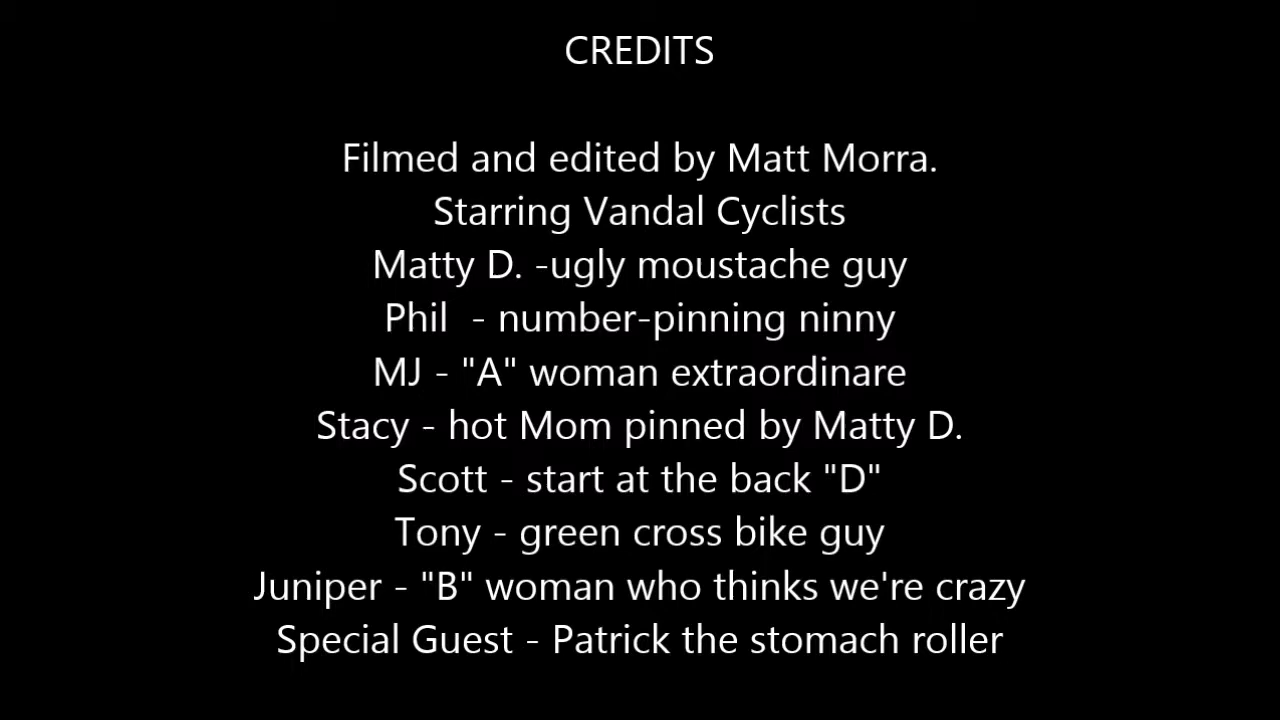 CREDITS
Filmed and edited by Matt Morra.
Starring Vandal Cyclists
Matty D. -ugly moustache guy
Phil  - number-pinning ninny
MJ - "A" woman extraordinare
Stacy - hot Mom pinned by Matty D.
Scott - start at the back "D"
Tony - green cross bike guy
Juniper - "B" woman who thinks we're crazy
Special Guest - Patrick the stomach roller